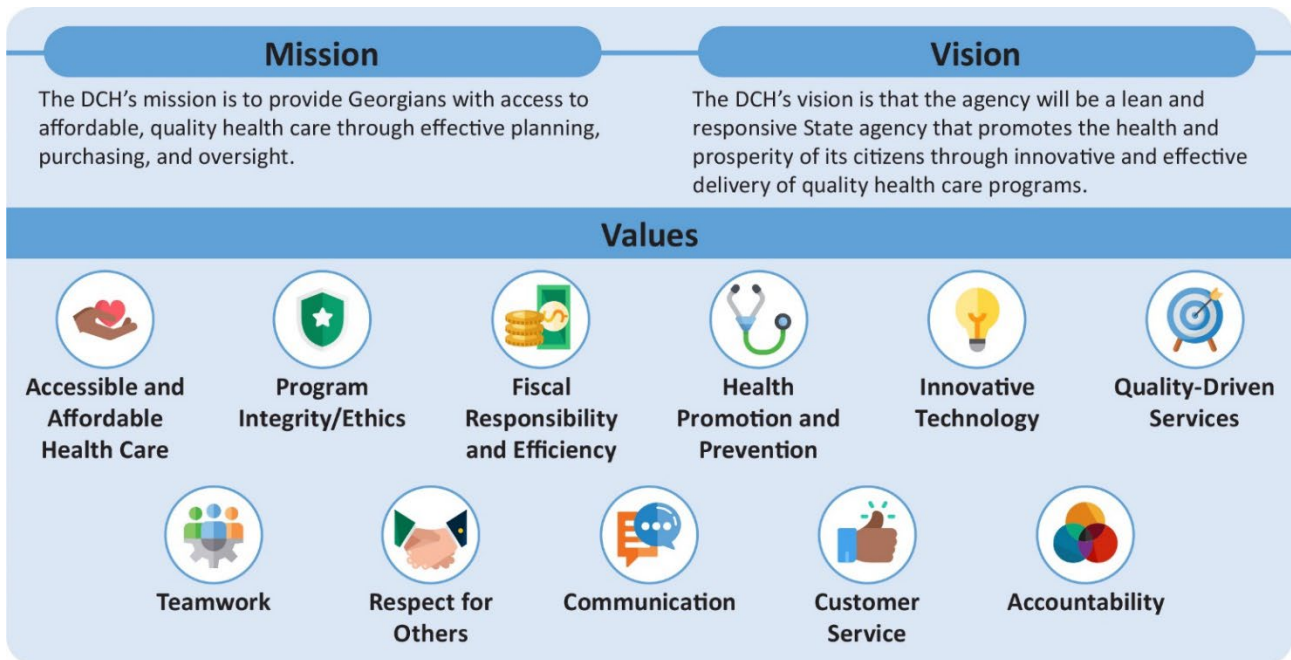 Mission
The DCH's mission is to provide Georgians with access to
affordable, quality health care through effective planning,
purchasing, and oversight.
Vision
The DCH's vision is that the agency will be a lean and
responsive State agency that promotes the health and
prosperity of its citizens through innovative and effective
delivery of quality health care programs.
Values
Accessible and
Affordable
Health Care
Program
Integrity/Ethics
Fiscal
Responsibility
and Efficiency
Health
Promotion and
Prevention
Innovative
Technology
Quality-Driven
Services
Teamwork
Respect for
Others
Communication
Customer
Service
Accountability